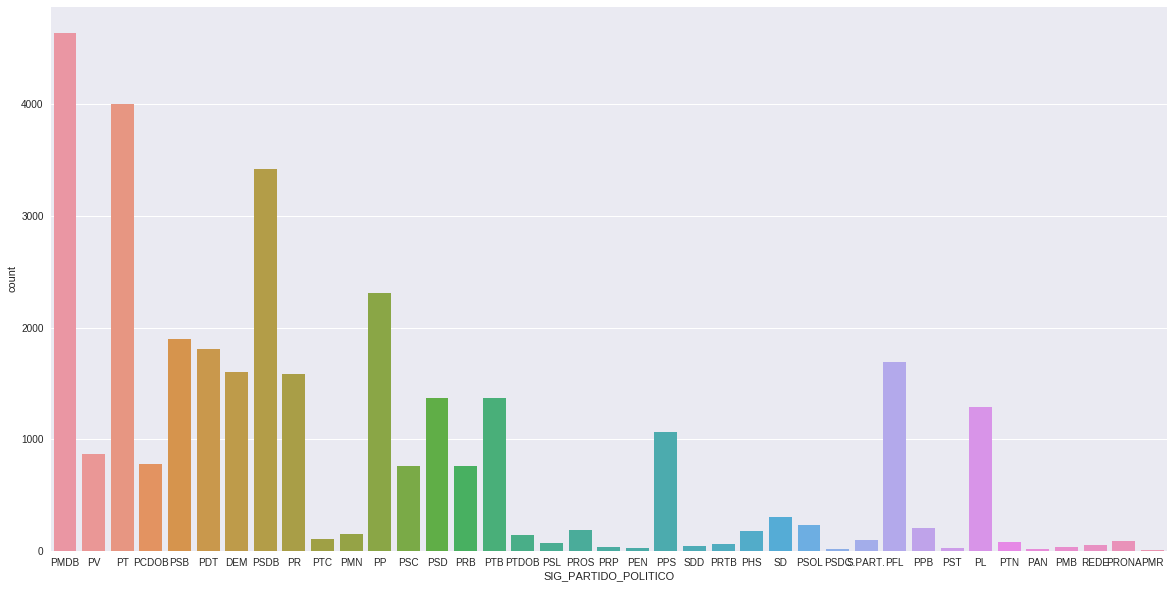 4000
3000
2000
1000
0
count
PMDB PV PT PCDOB PSB PDT DEM PSDB PR PTC PMN PP PSC PSD PRB PTB PTDOB PSL PROS PRP PEN PPS SDD PRTB PHS SD PSOL PSDC S.PART. PFL PPB PST PL PTN PAN PMB REDE PRONA PMR
SIG_PARTIDO_POLITICO